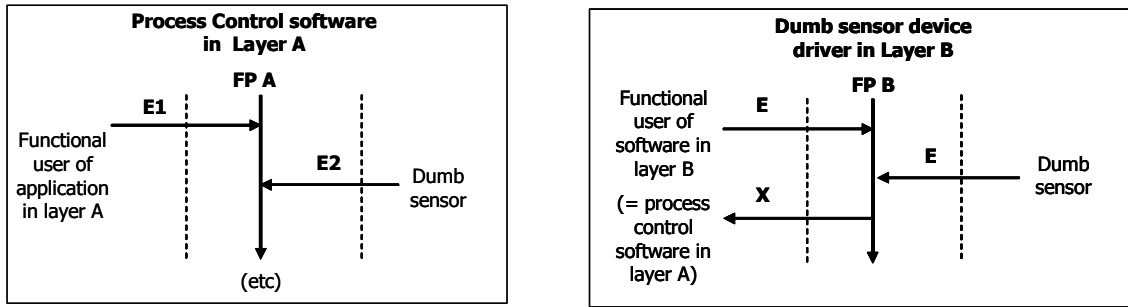 Process Control software
in Layer A
FP A
E1
Functional
user of
application
in layer A
E2
Dumb
sensor
(etc)
Dumb sensor device
driver in Layer B
FP B
Functional
user of
software in
layer B
(= process
control
software in
layer A)
E
E
X
Dumb
sensor